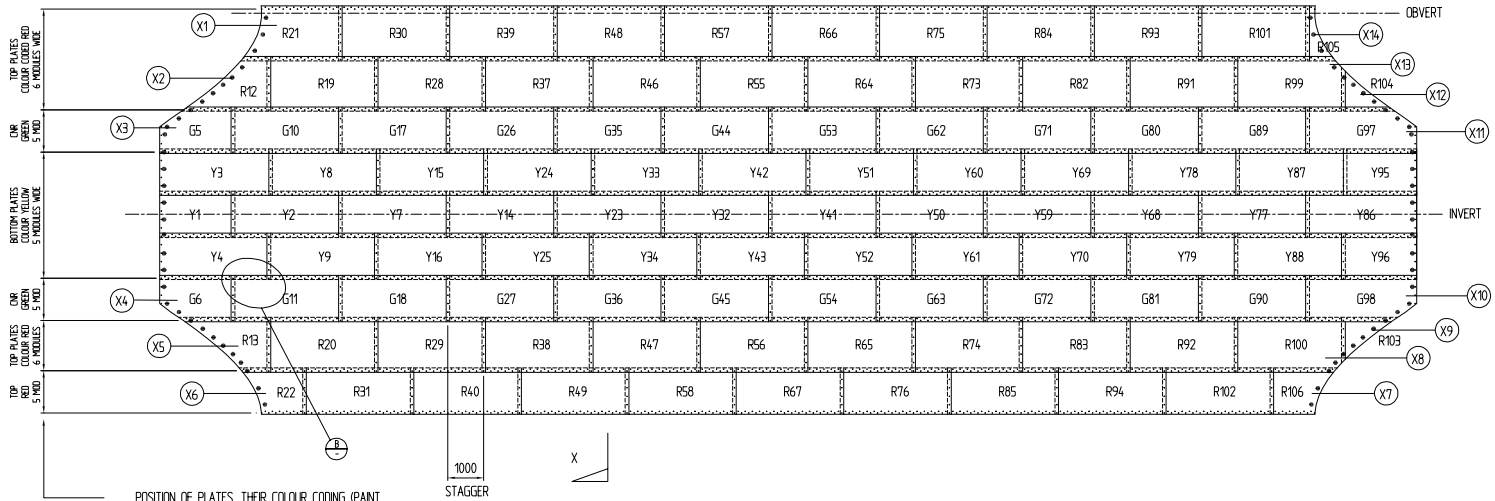 OBVERT
X1 R21 R30 R39 R48 R57 R66 R75 R84 R93 R101 R105 X14
TOP PLATES
COLOUR CODED RED
6 MODULES WIDE
X2 R12 R19 R28 R37 R46 R55 R64 R73 R82 R91 R99 R104 X13
X12
CNR
GREEN
5 MOD
X3 G5 G10 G17 G26 G35 G44 G53 G62 G71 G80 G89 G97 X11
Y3 Y8 Y15 Y24 Y33 Y42 Y51 Y60 Y69 Y78 Y87 Y95
BOTTOM PLATES
COLOUR YELLOW
5 MODULES WIDE
Y1 Y2 Y7 Y14 Y23 Y32 Y41 Y50 Y59 Y68 Y77 Y86 INVERT
Y4 Y9 Y16 Y25 Y34 Y43 Y52 Y61 Y70 Y79 Y88 Y96
CNR
GREEN
5 MOD
X4 G6 G11 G18 G27 G36 G45 G54 G63 G72 G81 G90 G98 X10
TOP PLATES
COLOUR RED
6 MODULES WIDE
X5 R13 R20 R29 R38 R47 R56 R65 R74 R83 R92 R100 R103 X9
X8
TOP
RED
5 MOD
X6 R22 R31 R40 R49 R58 R67 R76 R85 R94 R102 R106 X7
B
-
1000
STAGGER
X
POSITION OF PLATES, THEIR COLOUR CODING (PAINT